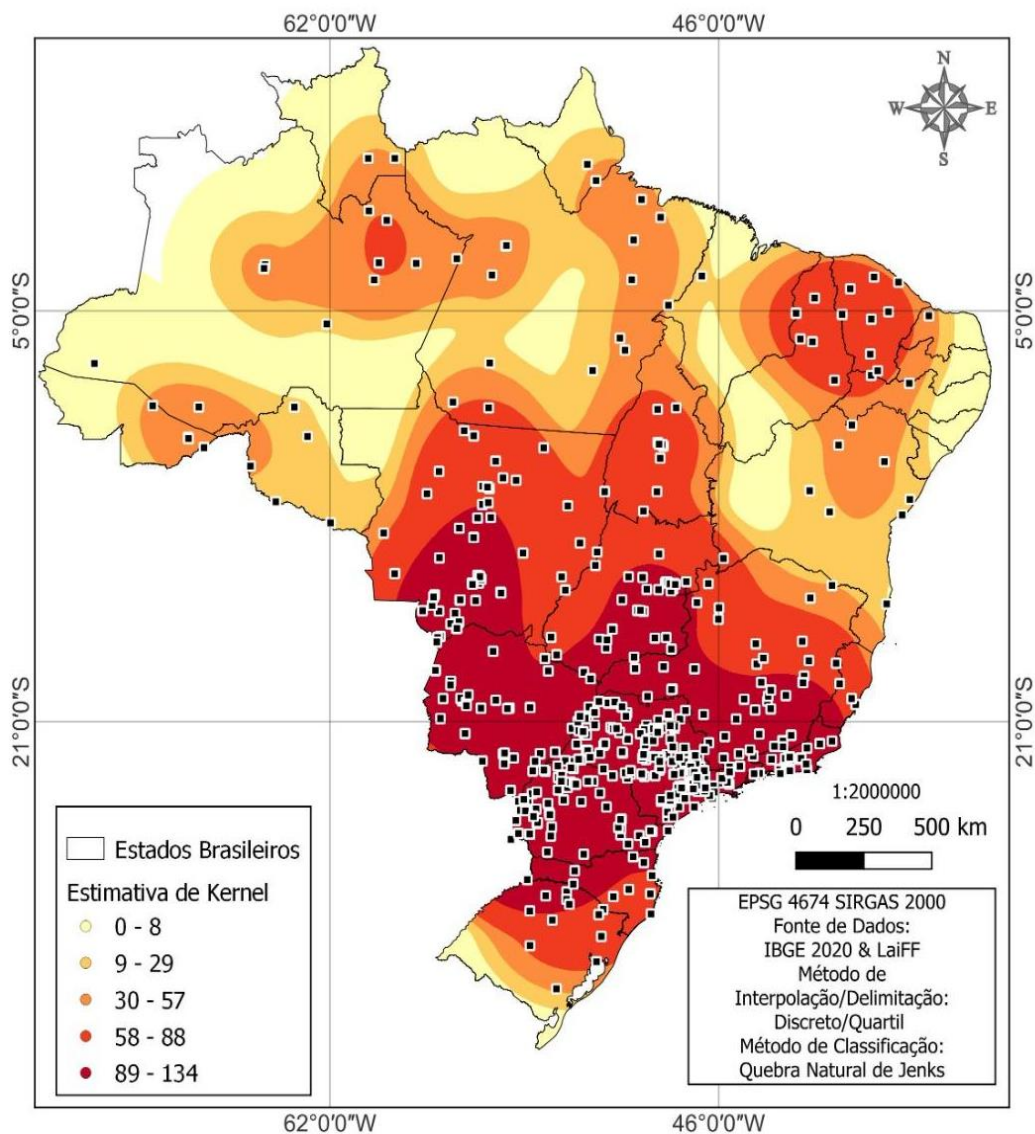 62°0′0″W 46°0′0″W
N
W E
S
5°0′0″S 5°0′0″S
21°0′0″S 21°0′0″S
1:2000000
0 250 500 km
Estados Brasileiros
Estimativa de Kernel
0 - 8
9 - 29
30 - 57
58 - 88
89 - 134
EPSG 4674 SIRGAS 2000
Fonte de Dados:
IBGE 2020 & LaiFF
Método de
Interpolação/Delimitação:
Discreto/Quartil
Método de Classificação:
Quebra Natural de Jenks
62°0′0″W 46°0′0″W